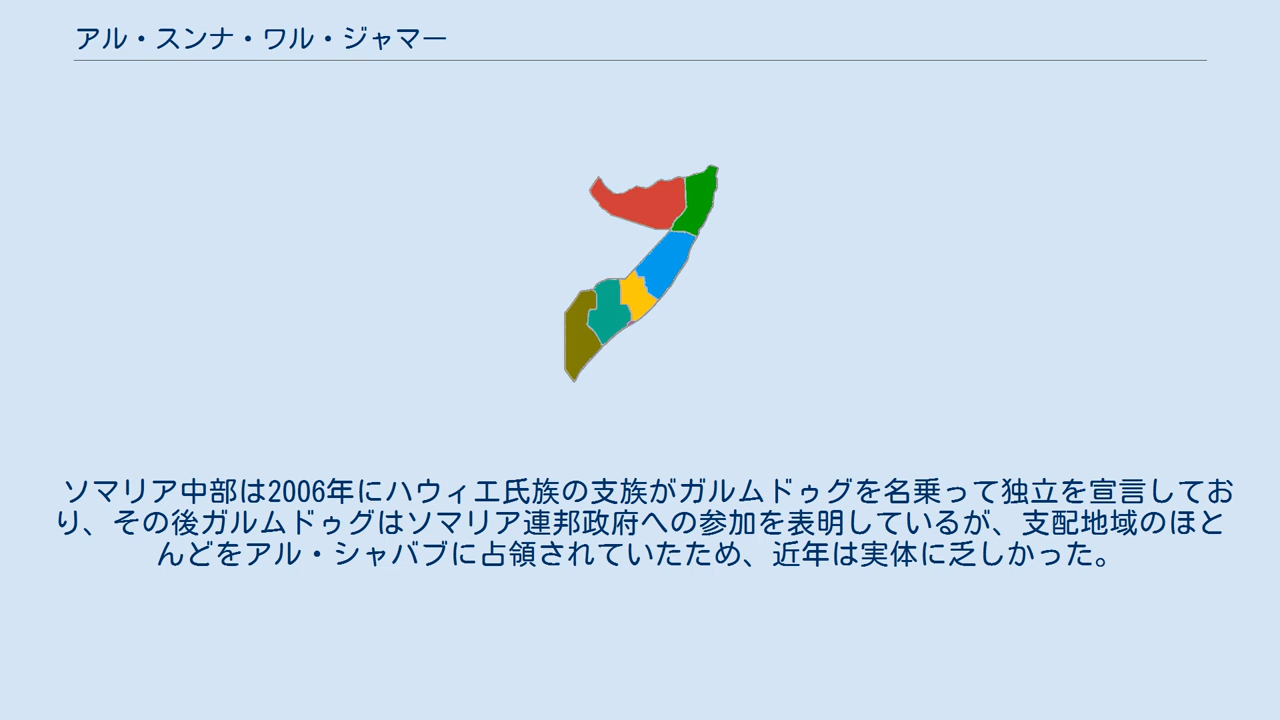 アル・スンナ・ワル・ジャマー
ソマリア中部は2006年にハウィエ氏族の支族がガルムドゥグを名乗って独立を宣言してお
り、その後ガルムドゥグはソマリア連邦政府への参加を表明しているが、支配地域のほと
んどをアル・シャバブに占領されていたため、近年は実体に乏しかった。